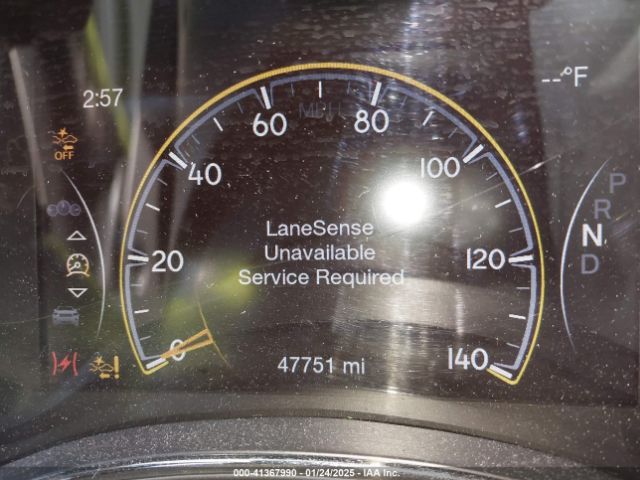 2:57
--°F
OFF
MPH
0
20
40
60
80
100
120
140
LaneSense
Unavailable
Service Required
P
R
N
D
47751 mi
000-41367990 - 01/24/2025 - IAA Inc.